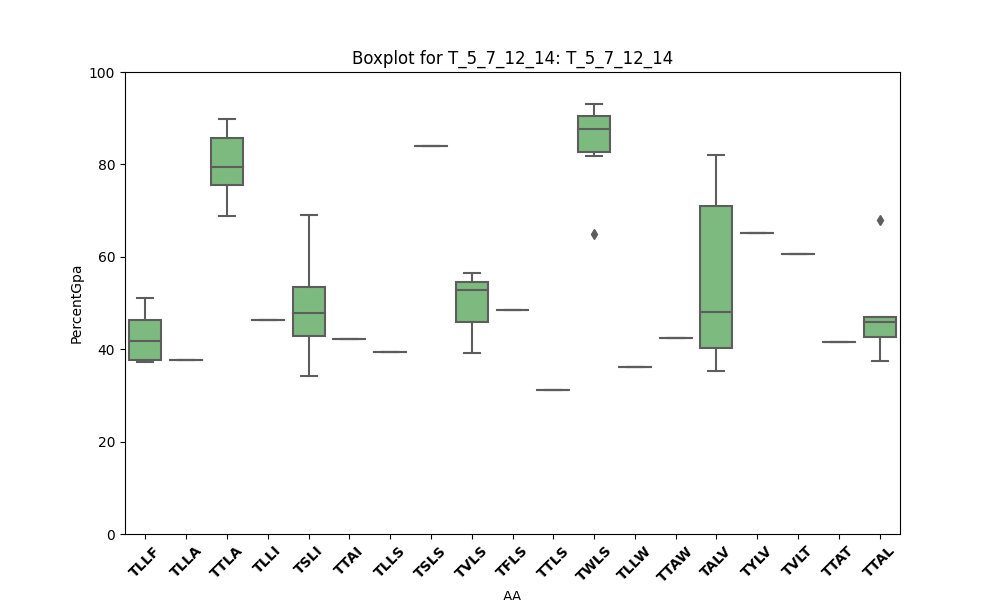 Boxplot for T_5_7_12_14: T_5_7_12_14
100
80
60
40
20
0
PercentGpa
TLLF TLLA TTLA TLLI TSLI TTAI TLLS TSLS TVLS TFLS TTLS TWLS TLLW TTAW TALV TYLV TVLT TTAT TTAL
AA